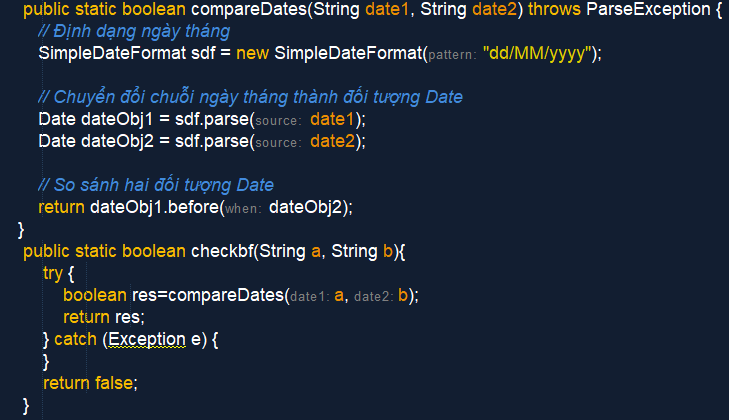 public static boolean compareDates(String date1, String date2) throws ParseException {
// Định dạng ngày tháng
SimpleDateFormat sdf = new SimpleDateFormat(pattern: "dd/MM/yyyy");
// Chuyển đổi chuỗi ngày tháng thành đối tượng Date
Date dateObj1 = sdf.parse(source: date1);
Date dateObj2 = sdf.parse(source: date2);
// So sánh hai đối tượng Date
return dateObj1.before(when: dateObj2);
}
public static boolean checkbf(String a, String b){
try {
boolean res=compareDates(date1: a, date2: b);
return res;
} catch (Exception e) {
}
return false;
}